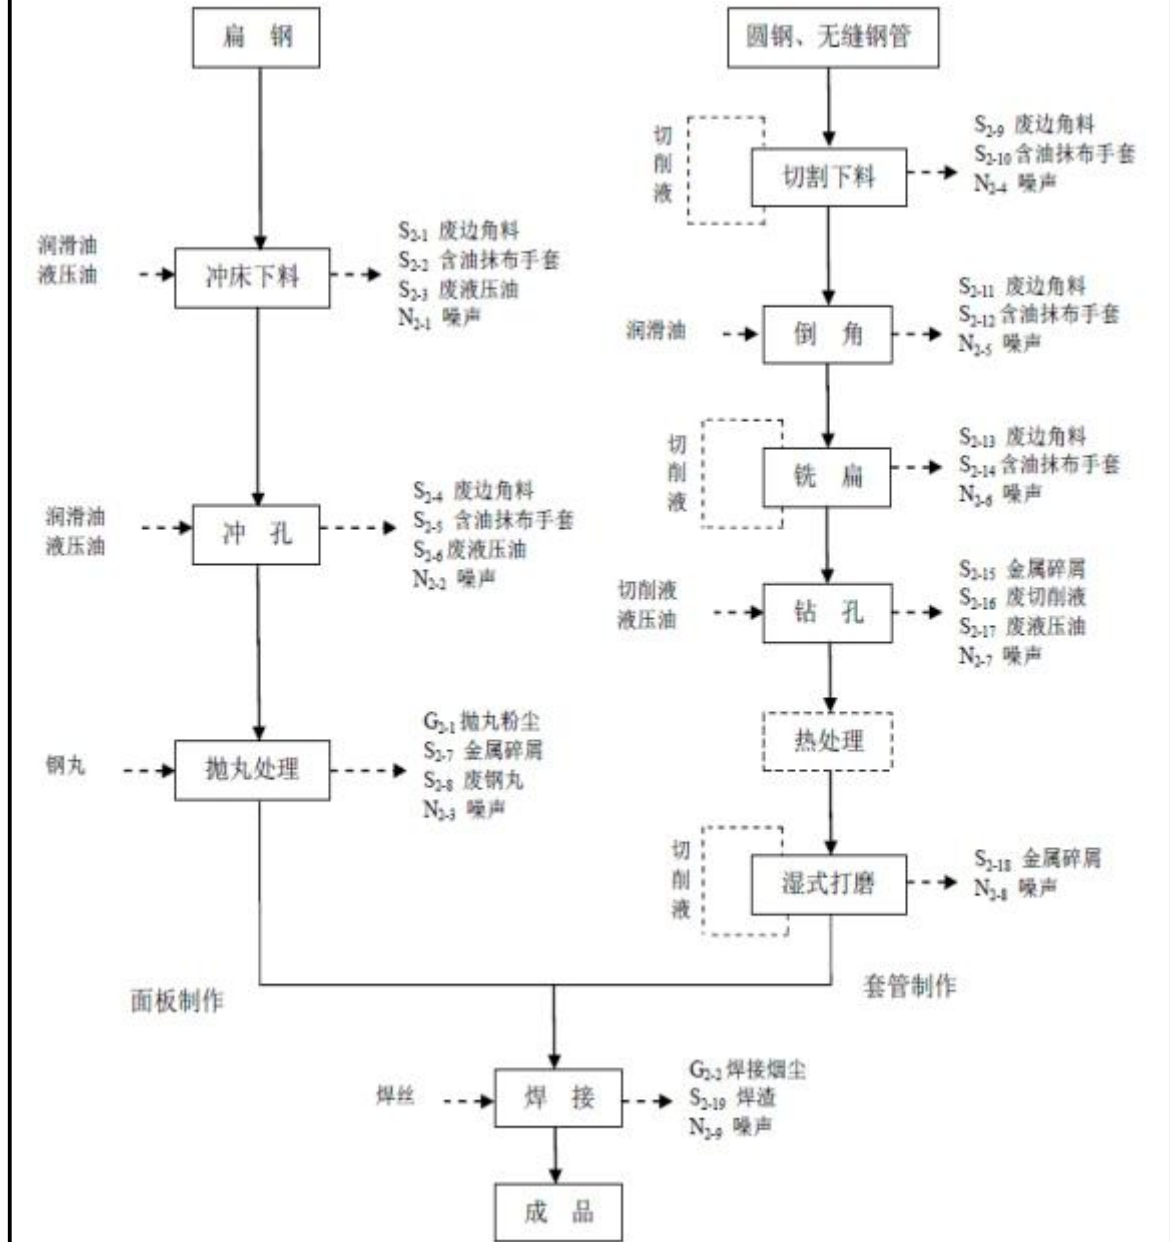 扁 钢
圆钢、无缝钢管
切
削
液
切割下料
S2-9 废边角料
S2-10 含油抹布手套
N2-4 噪声
润滑油
液压油
冲床下料
S2-1 废边角料
S2-2 含油抹布手套
S2-3 废液压油
N2-1 噪声
润滑油
倒 角
S2-11 废边角料
S2-12 含油抹布手套
N2-5 噪声
切
削
液
铣 扁
S2-13 废边角料
S2-14 含油抹布手套
N2-6 噪声
润滑油
液压油
冲 孔
S2-4 废边角料
S2-5 含油抹布手套
S2-6 废液压油
N2-2 噪声
切削液
液压油
钻 孔
S2-15 金属碎屑
S2-16 废切削液
S2-17 废液压油
N2-7 噪声
热处理
钢丸
抛丸处理
G2-1 抛丸粉尘
S2-7 金属碎屑
S2-8 废钢丸
N2-3 噪声
切
削
液
湿式打磨
S2-18 金属碎屑
N2-8 噪声
面板制作
套管制作
焊丝
焊 接
G2-2 焊接烟尘
S2-19 焊渣
N2-9 噪声
成 品